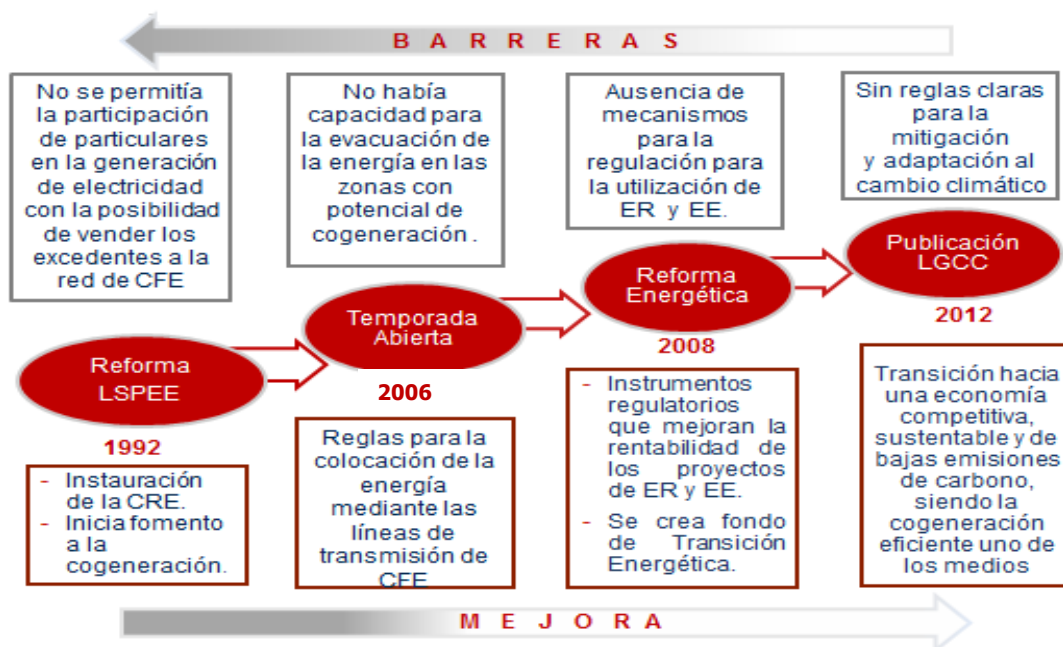 BARRERAS
No se permitía
la participación
de particulares
en la generación
de electricidad
con la posibilidad
de vender los
excedentes a la
red de CFE
No había
capacidad para
la evacuación de
la energía en las
zonas con
potencial de
cogeneración .
Ausencia de
mecanismos
para la
regulación para
la utilización de
ER y EE.
Sin reglas claras
para la
mitigación
y adaptación al
cambio climático
Reforma
LSPEE
1992
Temporada
Abierta
2006
Reforma
Energética
2008
Publicación
LGCC
2012
- Instauración
de la CRE.
- Inicia fomento
a la
cogeneración.
Reglas para la
colocación de la
energía
mediante las
líneas de
transmisión de
CFE
- Instrumentos
regulatorios
que mejoran la
rentabilidad de
los proyectos
de ER y EE.
- Se crea fondo
de Transición
Energética.
Transición hacia
una economía
competitiva,
sustentable y de
bajas emisiones
de carbono,
siendo la
cogeneración
eficiente uno de
los medios
MEJORA